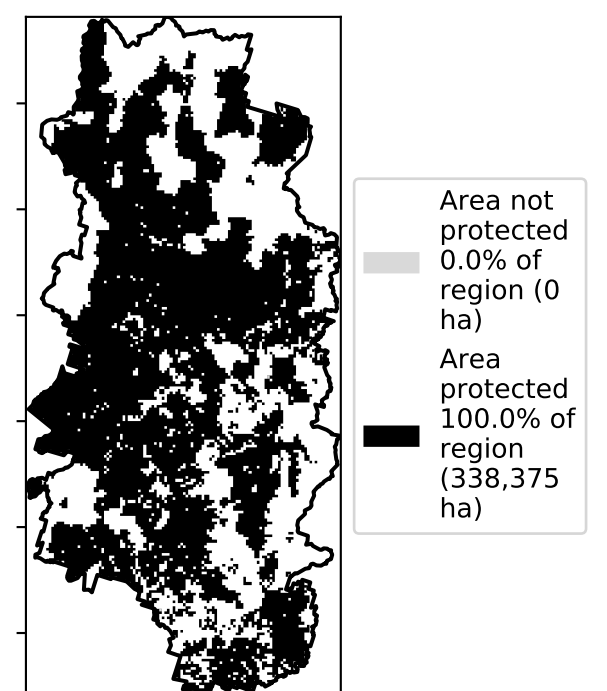 Area not
protected
0.0% of
region (0
ha)
Area
protected
100.0% of
region
(338,375
ha)